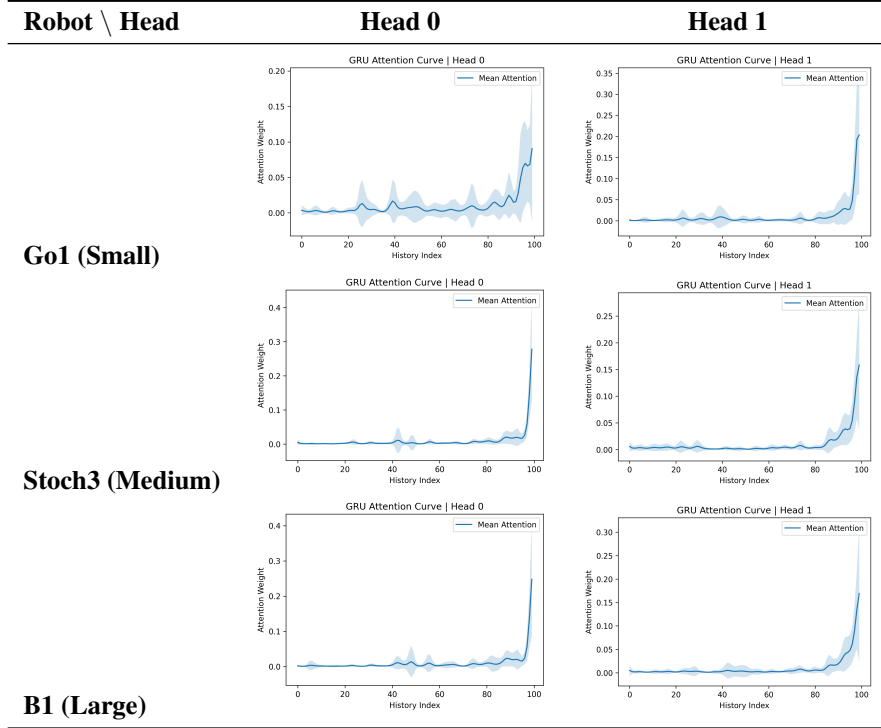 Robot \ Head Head 0 Head 1
GRU Attention Curve | Head 0
Mean Attention
Attention Weight
0.20
0.15
0.10
0.05
0.00
0 20 40 60 80 100
History Index
GRU Attention Curve | Head 1
Mean Attention
Attention Weight
0.35
0.30
0.25
0.20
0.15
0.10
0.05
0.00
0 20 40 60 80 100
History Index
Go1 (Small)
GRU Attention Curve | Head 0
Mean Attention
Attention Weight
0.4
0.3
0.2
0.1
0.0
0 20 40 60 80 100
History Index
GRU Attention Curve | Head 1
Mean Attention
Attention Weight
0.25
0.20
0.15
0.10
0.05
0.00
0 20 40 60 80 100
History Index
Stoch3 (Medium)
GRU Attention Curve | Head 0
Mean Attention
Attention Weight
0.4
0.3
0.2
0.1
0.0
0 20 40 60 80 100
History Index
GRU Attention Curve | Head 1
Mean Attention
Attention Weight
0.30
0.25
0.20
0.15
0.10
0.05
0.00
0 20 40 60 80 100
History Index
B1 (Large)